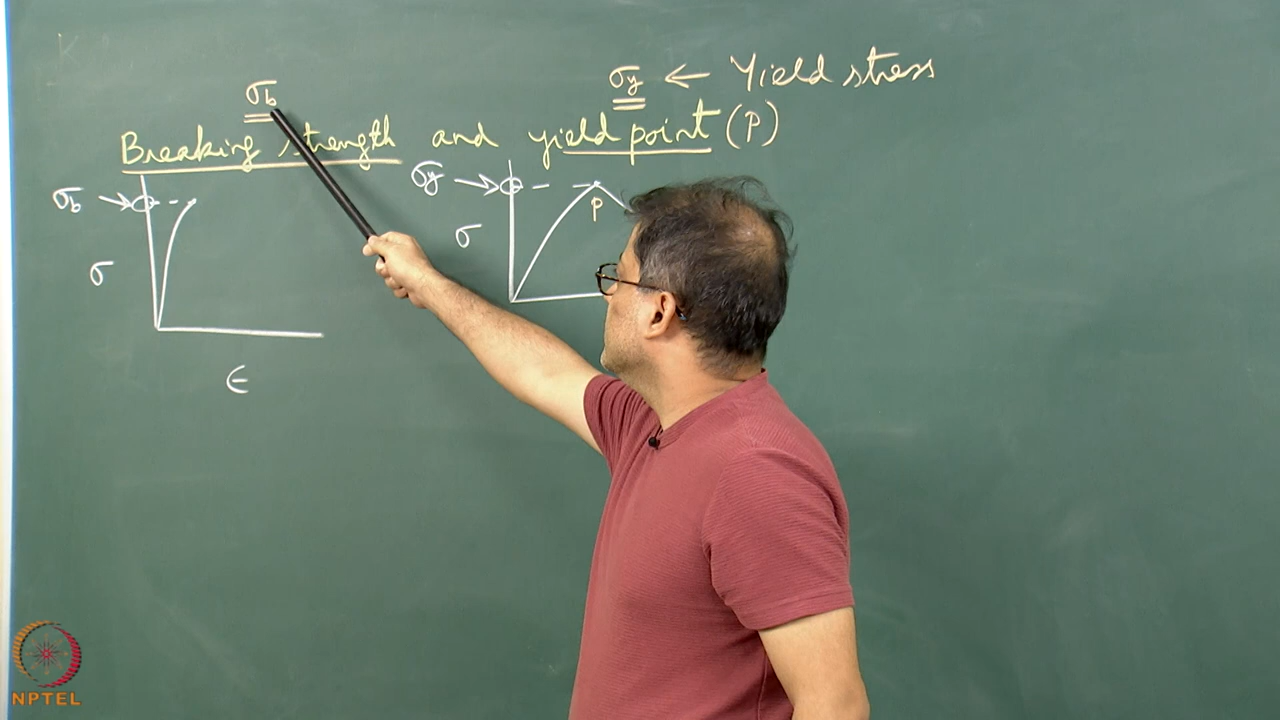 σb
σy ← Yield stress
Breaking strength and yield point (P)
σb
σ
ϵ
σy
σ
P
NPTEL